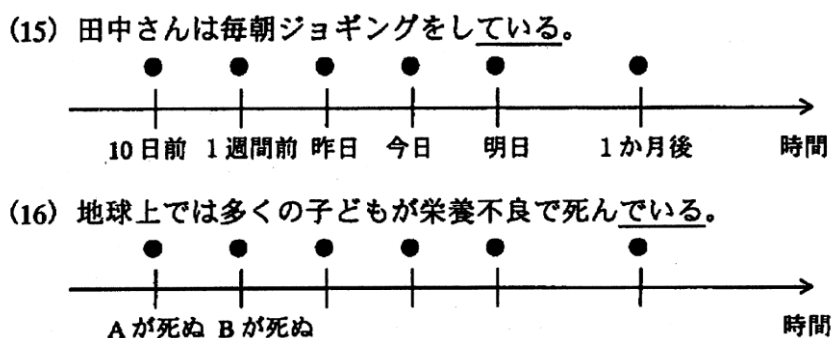 (15) 田中さんは毎朝ジョギングをしている。
10日前 1週間前 昨日 今日 明日 1か月後 時間
(16) 地球上では多くの子どもが栄養不良で死んでいる。
Aが死ぬ Bが死ぬ 時間